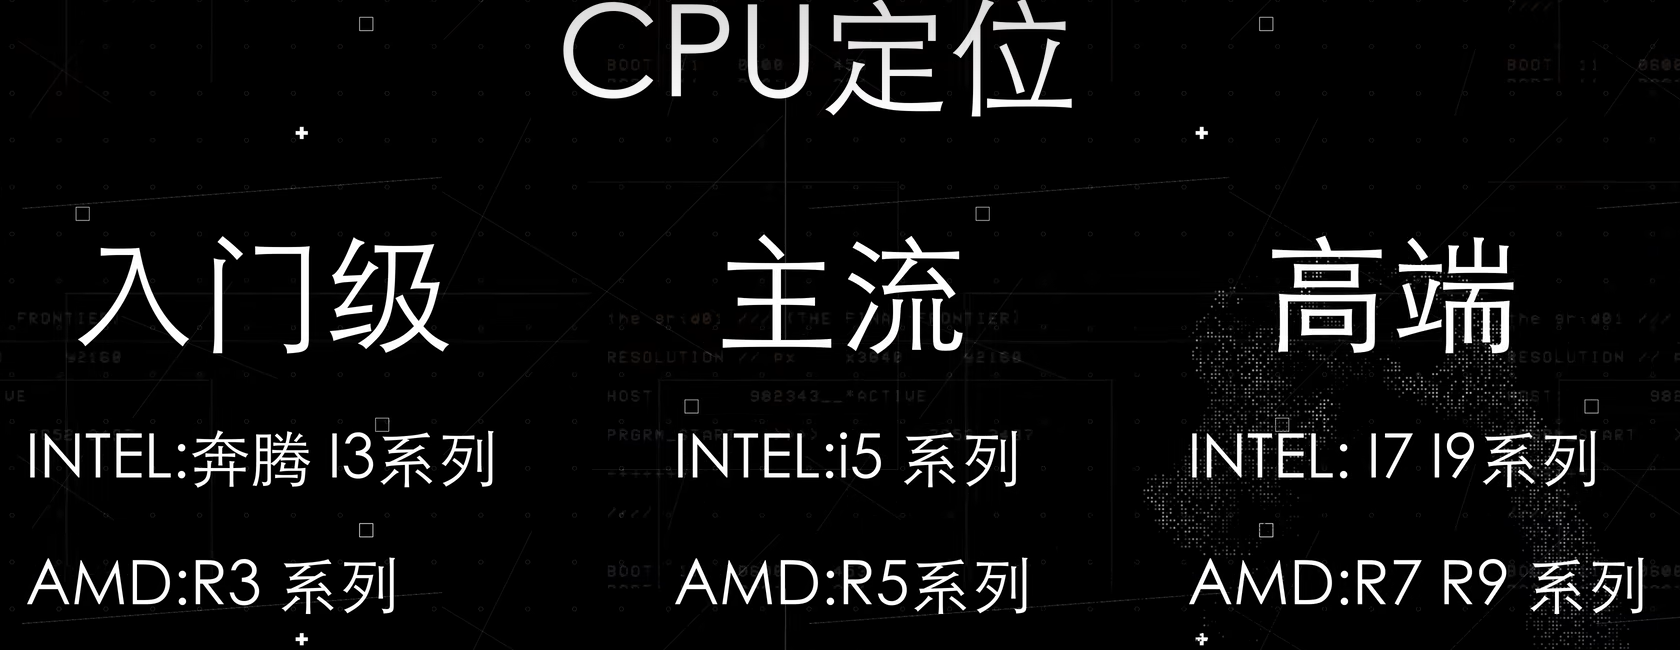 CPU定位
入门级 主流 高端
INTEL:奔腾 I3系列 INTEL:i5 系列 INTEL: I7 I9系列
AMD:R3 系列 AMD:R5系列 AMD:R7 R9 系列